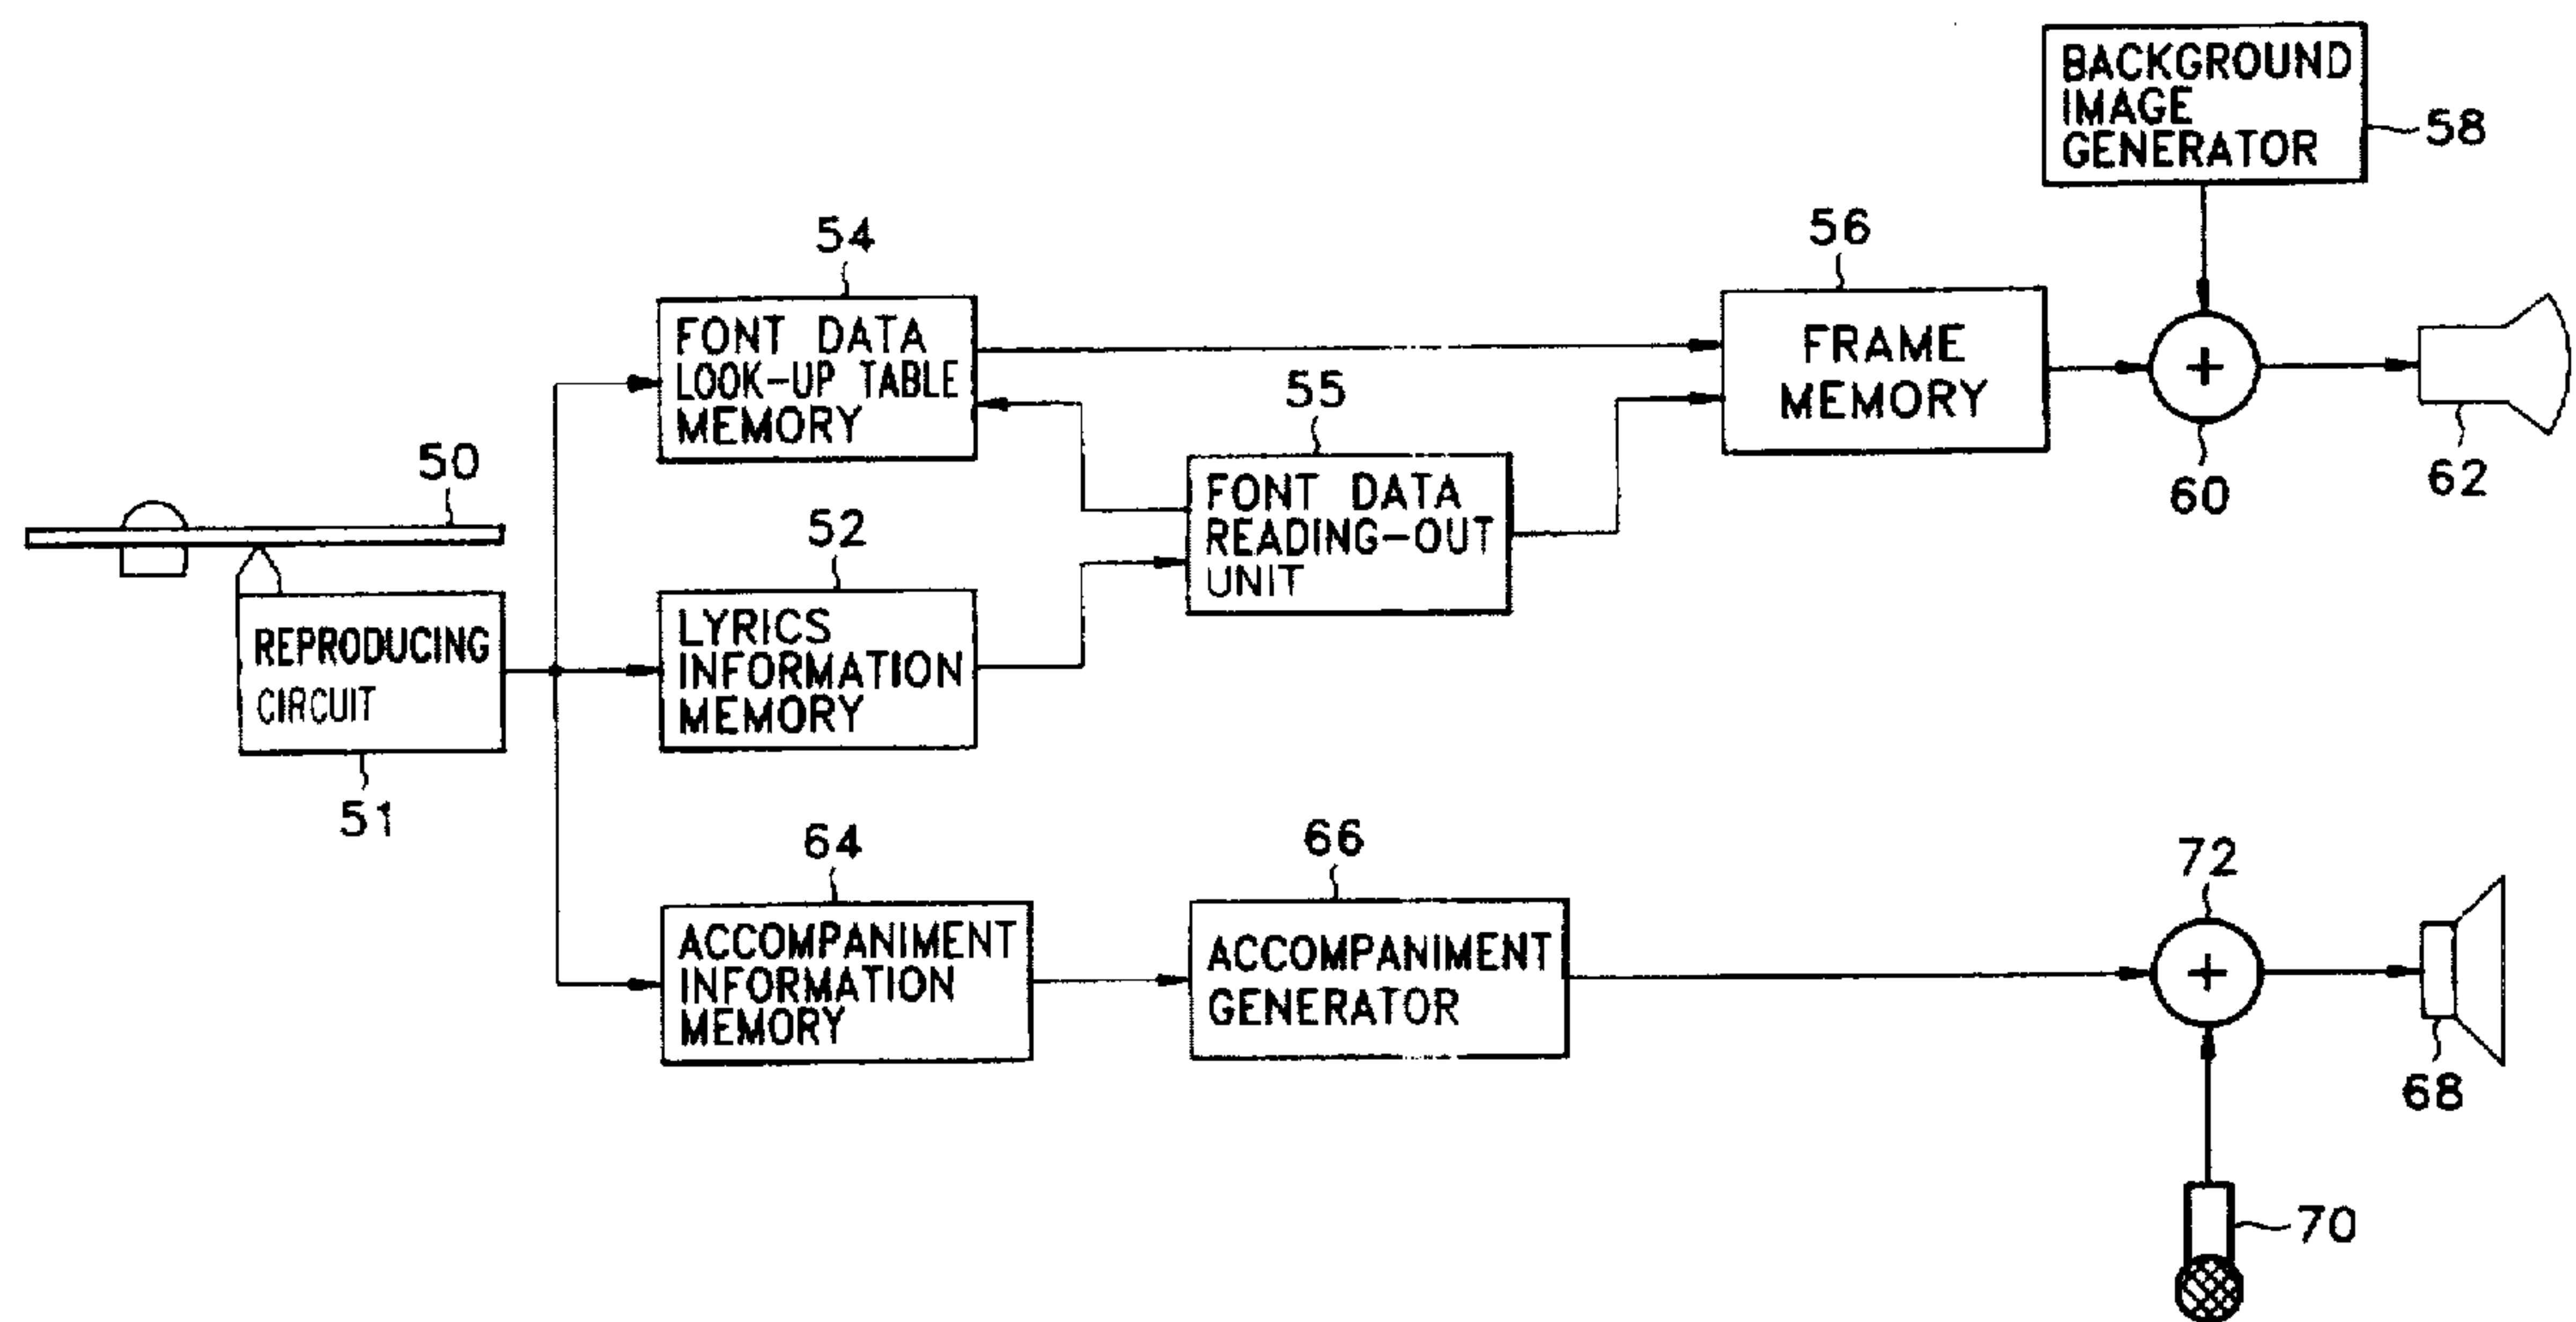 BACKGROUND
IMAGE
GENERATOR
58
54
56
FONT DATA
LOOK-UP TABLE
MEMORY
FRAME
MEMORY
55
60
62
50
FONT DATA
READING-OUT
UNIT
52
REPRODUCING
CIRCUIT
LYRICS
INFORMATION
MEMORY
51
64
66
72
ACCOMPANIMENT
INFORMATION
MEMORY
ACCOMPANIMENT
GENERATOR
+
+
68
70